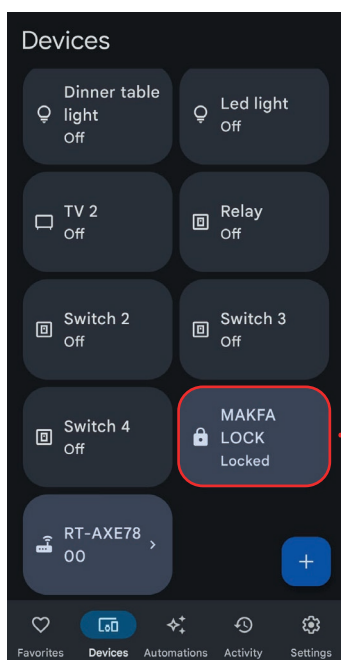 Devices
Dinner table
light
Off
Led light
Off
TV 2
Off
Relay
Off
Switch 2
Off
Switch 3
Off
Switch 4
Off
MAKFA
LOCK
Locked
RT-AXE78
00
Favorites Devices Automations Activity Settings